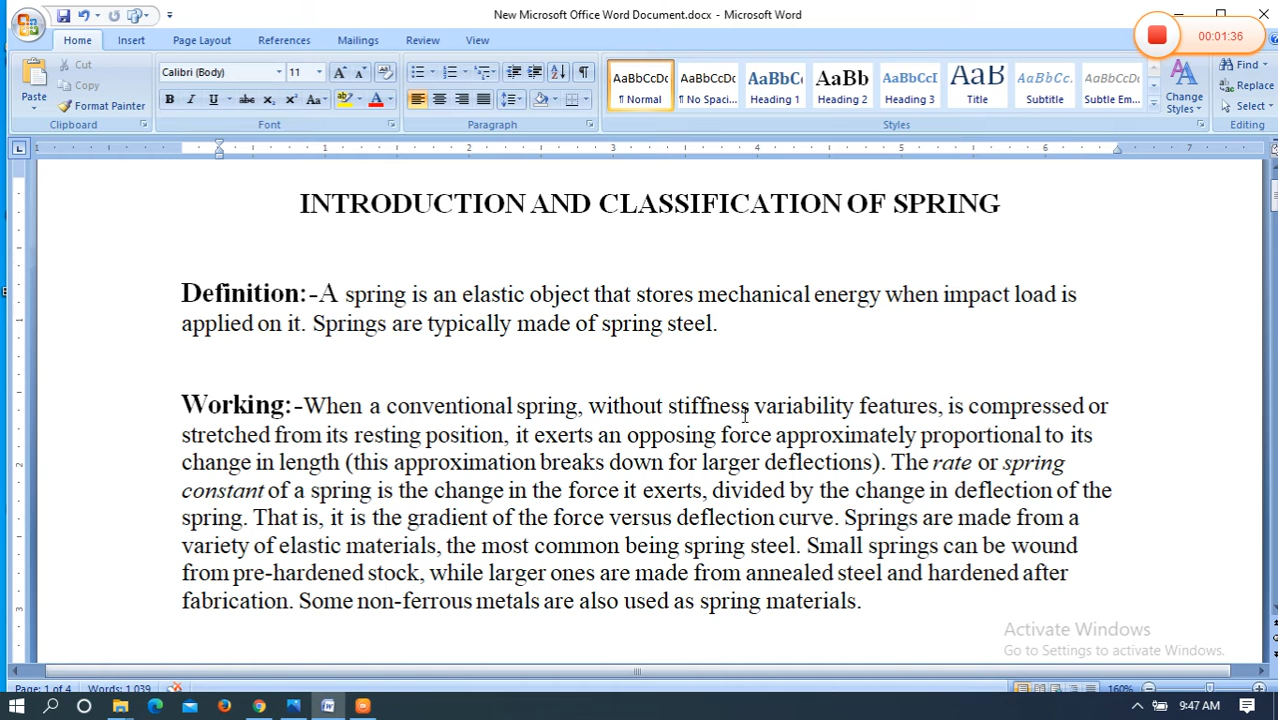 New Microsoft Office Word Document.docx - Microsoft Word
00:01:36
Home Insert Page Layout References Mailings Review View
Paste
Cut
Copy
Format Painter
Clipboard
Calibri (Body) 11
Font
Paragraph
AaBbCcDc AaBbCcDc AaBbC AaBb AaBbCcI AaB AaBbCc. AaBbCcDc
¶ Normal ¶ No Spaci... Heading 1 Heading 2 Heading 3 Title Subtitle Subtle Em...
Change Styles
Styles
Find
Replace
Select
Editing
1 1 2 3 4 5 6 7
INTRODUCTION AND CLASSIFICATION OF SPRING
Definition:-A spring is an elastic object that stores mechanical energy when impact load is
applied on it. Springs are typically made of spring steel.
Working:-When a conventional spring, without stiffness variability features, is compressed or
stretched from its resting position, it exerts an opposing force approximately proportional to its
change in length (this approximation breaks down for larger deflections). The rate or spring
constant of a spring is the change in the force it exerts, divided by the change in deflection of the
spring. That is, it is the gradient of the force versus deflection curve. Springs are made from a
variety of elastic materials, the most common being spring steel. Small springs can be wound
from pre-hardened stock, while larger ones are made from annealed steel and hardened after
fabrication. Some non-ferrous metals are also used as spring materials.
Activate Windows
Go to Settings to activate Windows.
Page: 1 of 4 Words: 1,039 160%
9:47 AM